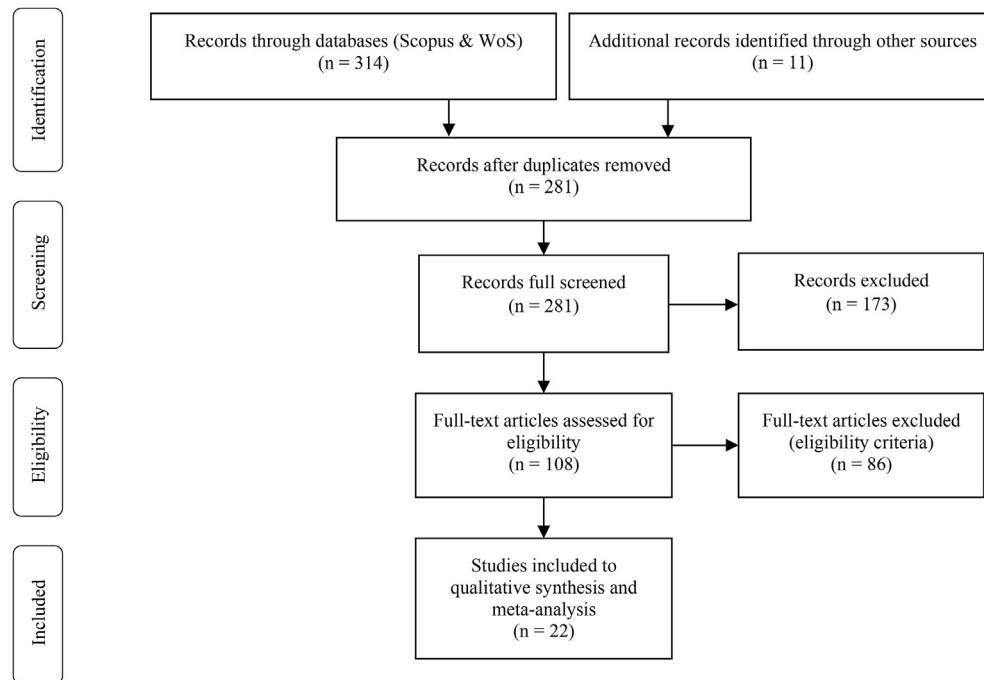 Identification
Records through databases (Scopus & WoS)
(n = 314)
Additional records identified through other sources
(n = 11)
Records after duplicates removed
(n = 281)
Screening
Records full screened
(n = 281)
Records excluded
(n = 173)
Eligibility
Full-text articles assessed for
eligibility
(n = 108)
Full-text articles excluded
(eligibility criteria)
(n = 86)
Included
Studies included to
qualitative synthesis and
meta-analysis
(n = 22)